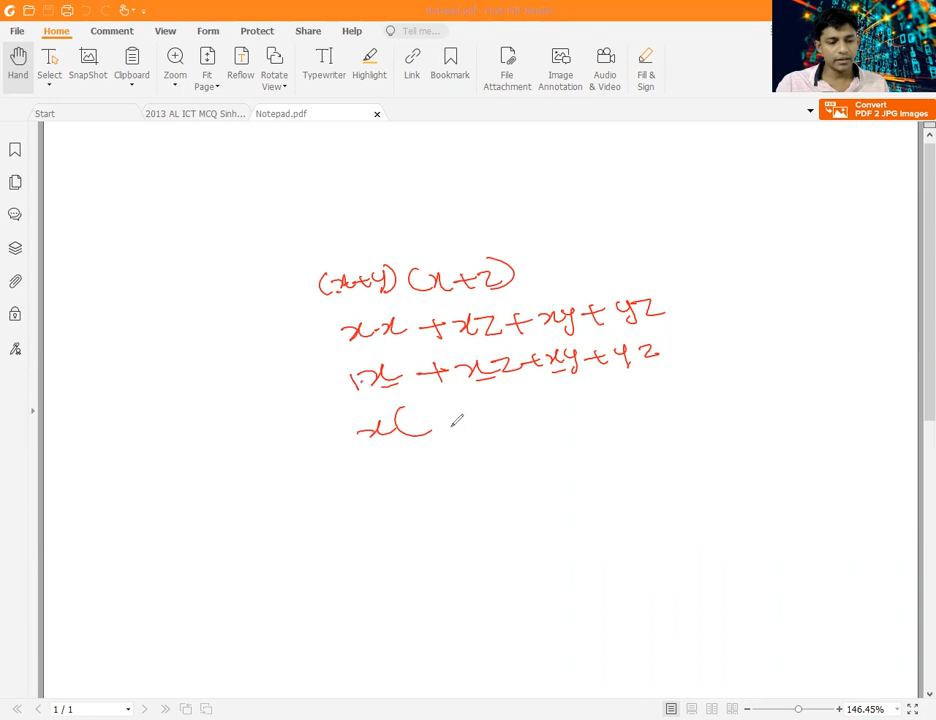 Notepad.pdf - Foxit PDF Reader
File Home Comment View Form Protect Share Help Tell me...
Hand Select SnapShot Clipboard Zoom Fit Page Reflow Rotate View Typewriter Highlight Link Bookmark File Attachment Image Annotation Audio & Video Fill & Sign
Start 2013 AL ICT MCQ Sinh... Notepad.pdf
Convert
PDF 2 JPG Images
(x+y) (x+z)
x.x + xz + xy + yz
1.x + xz + xy + yz
x(
1 / 1 146.45%